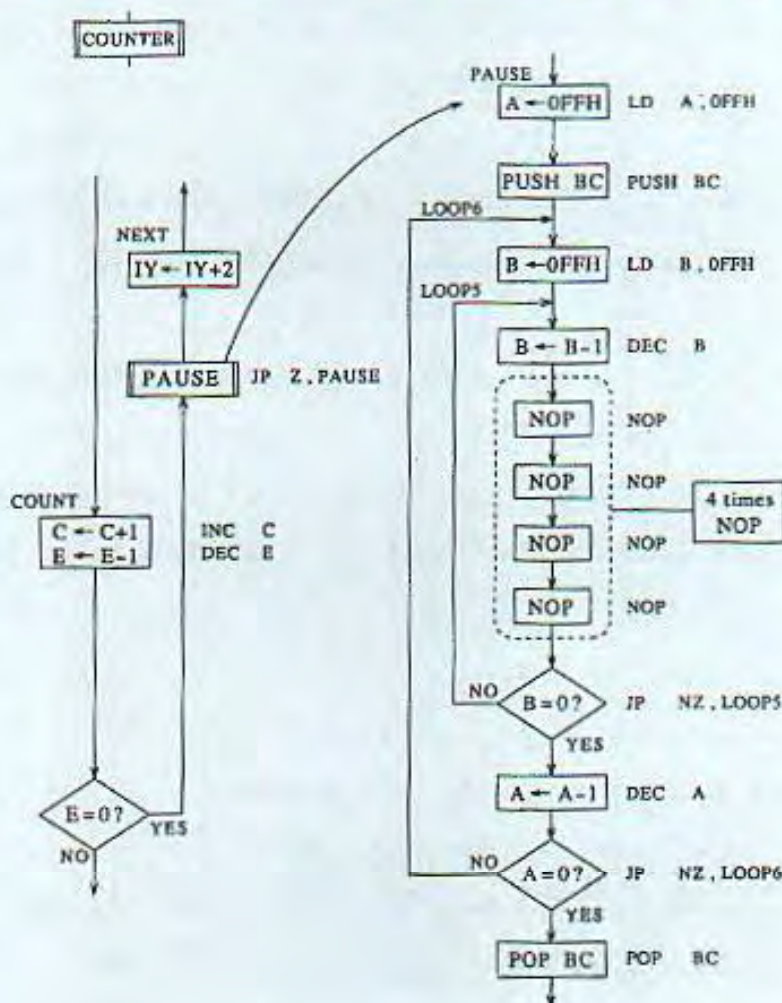 COUNTER
NEXT
IY ← IY+2
PAUSE JP Z, PAUSE
COUNT
C ← C+1 INC C
E ← E-1 DEC E
E=0?
YES
NO
PAUSE
A ← 0FFH LD A, 0FFH
PUSH BC PUSH BC
LOOP6
B ← 0FFH LD B, 0FFH
LOOP5
B ← B-1 DEC B
NOP NOP
NOP NOP
NOP NOP
NOP NOP
4 times
NOP
NO B=0? JP NZ, LOOP5
YES
A ← A-1 DEC A
NO A=0? JP NZ, LOOP6
YES
POP BC POP BC